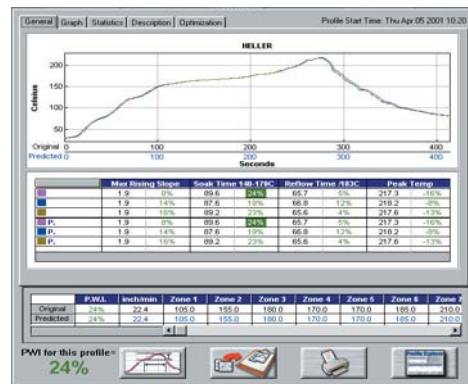 General Graph Statistics Description Optimization Profile Start Time: Thu Apr 05 2001 10:20
HELLER
Celsius
200
150
100
50
Original 0 100 200 300 400
Predicted 0 100 200 300 400
Seconds
Max Rising Slope Soak Time 140-170C Reflow Time /183C Peak Temp
1.9 8% 89.6 24% 65.7 5% 217.3 -16%
1.9 14% 87.6 19% 66.8 12% 218.2 -8%
1.9 16% 89.2 23% 65.6 4% 217.6 -13%
P. 1.9 8% 89.6 24% 65.7 5% 217.3 -16%
P. 1.9 14% 87.6 19% 66.8 12% 218.2 -8%
P. 1.9 16% 89.2 23% 65.6 4% 217.6 -13%
P.W.I. inch/min Zone 1 Zone 2 Zone 3 Zone 4 Zone 5 Zone 6 Zone 7
Original 24% 22.4 105.0 155.0 180.0 170.0 170.0 185.0 210.0
Predicted 24% 22.4 105.0 155.0 180.0 170.0 170.0 185.0 210.0
PWI for this profile=
24%
Profile Explorer